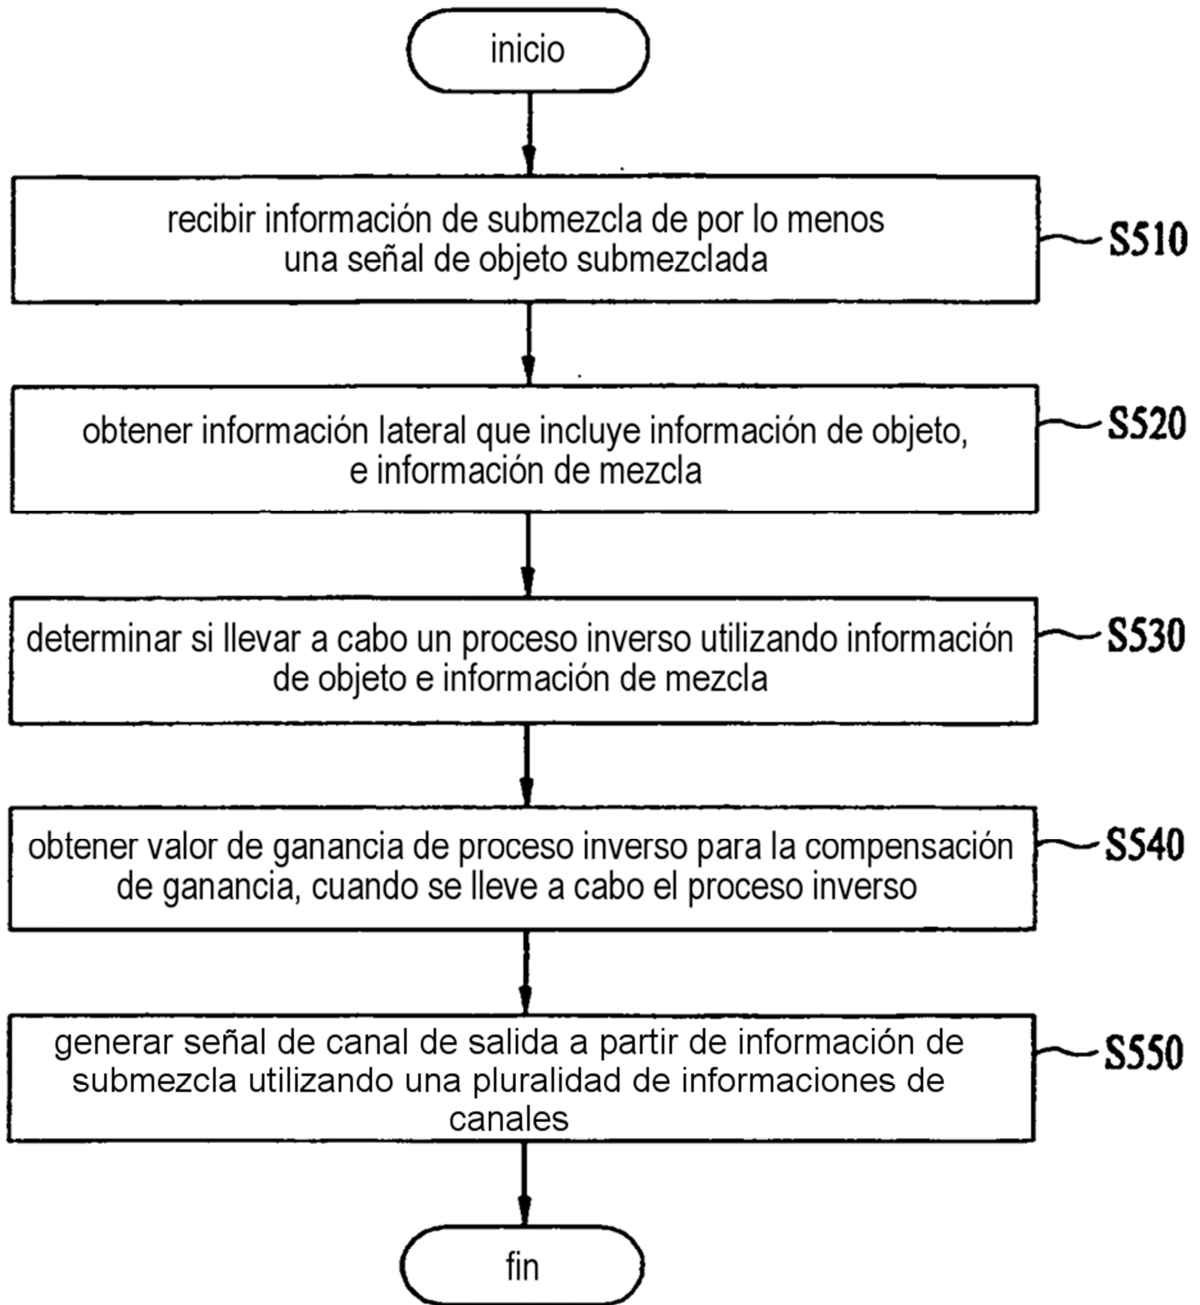 inicio
recibir información de submezcla de por lo menos
una señal de objeto submezclada
S510
obtener información lateral que incluye información de objeto,
e información de mezcla
S520
determinar si llevar a cabo un proceso inverso utilizando información
de objeto e información de mezcla
S530
obtener valor de ganancia de proceso inverso para la compensación
de ganancia, cuando se lleve a cabo el proceso inverso
S540
generar señal de canal de salida a partir de información de
submezcla utilizando una pluralidad de informaciones de
canales
S550
fin